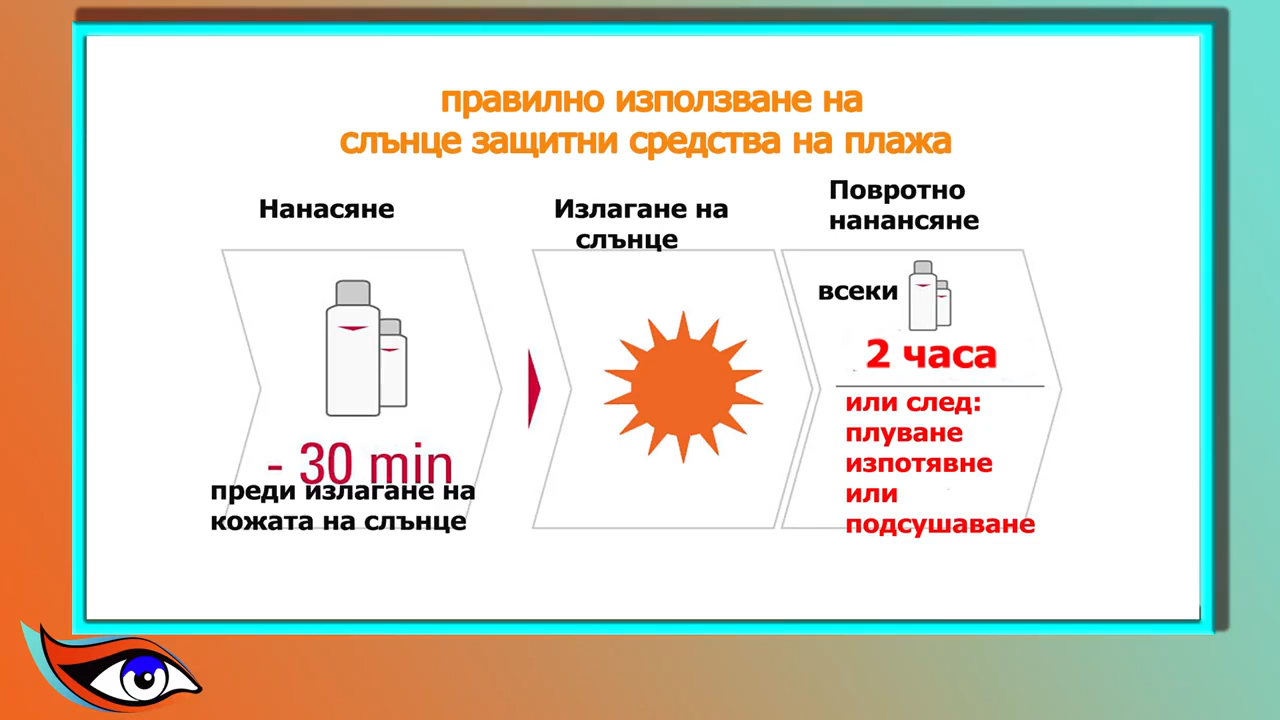 правилно използване на
слънце защитни средства на плажа
Нанасяне
- 30 min
преди излагане на
кожата на слънце
Излагане на
слънце
Повротно
нанансяне
всеки
2 часа
или след:
плуване
изпотявне
или
подсушаване